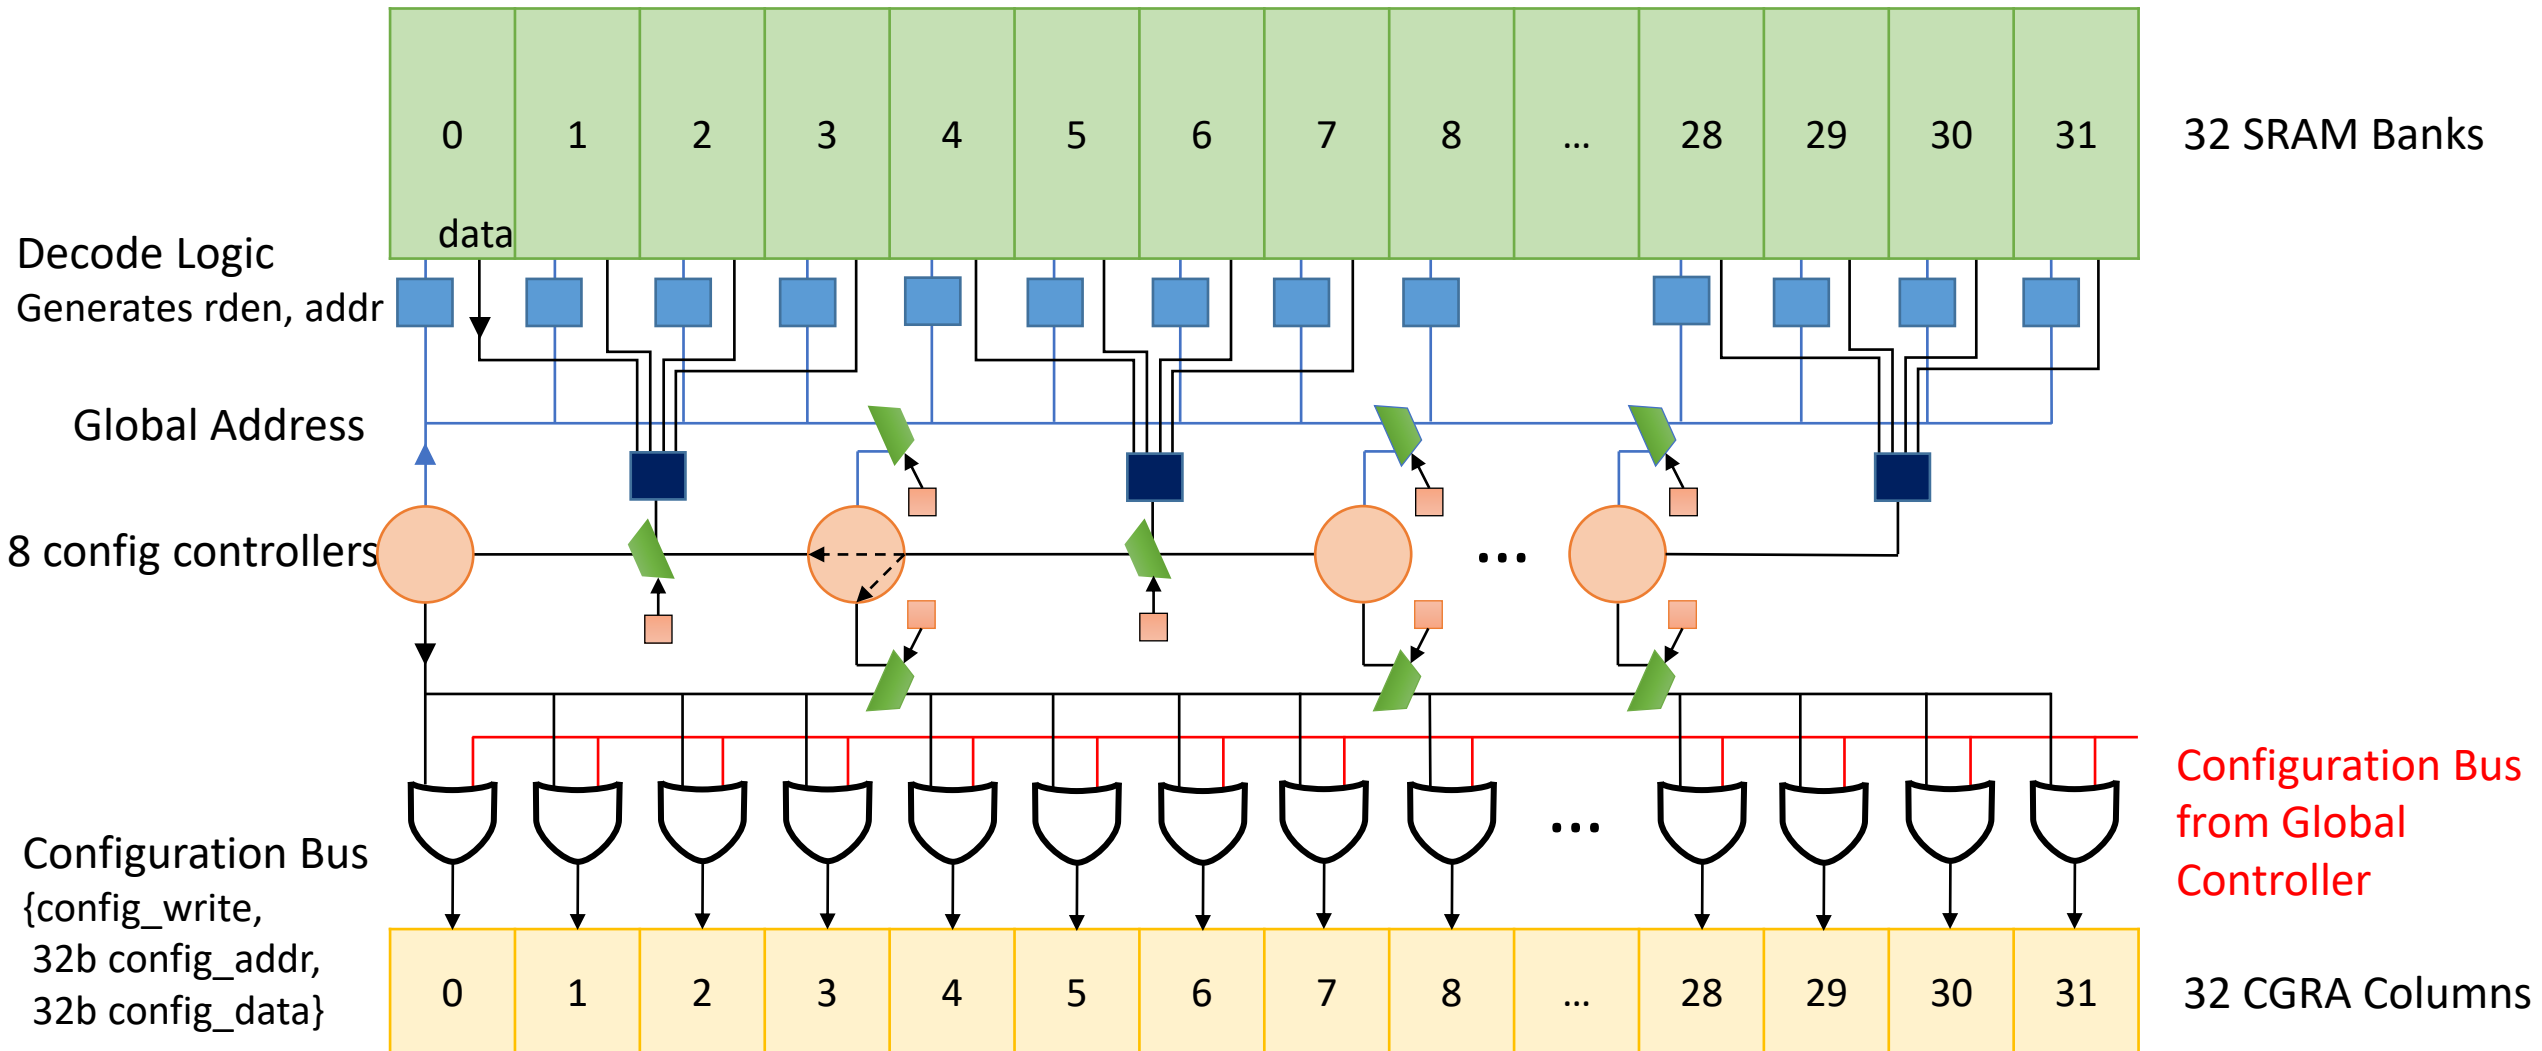 0 1 2 3 4 5 6 7 8 ... 28 29 30 31
32 SRAM Banks
data
Decode Logic
Generates rden, addr
Global Address
8 config controllers
...
Configuration Bus
from Global
Controller
...
Configuration Bus
{config_write,
32b config_addr,
32b config_data}
0 1 2 3 4 5 6 7 8 ... 28 29 30 31
32 CGRA Columns